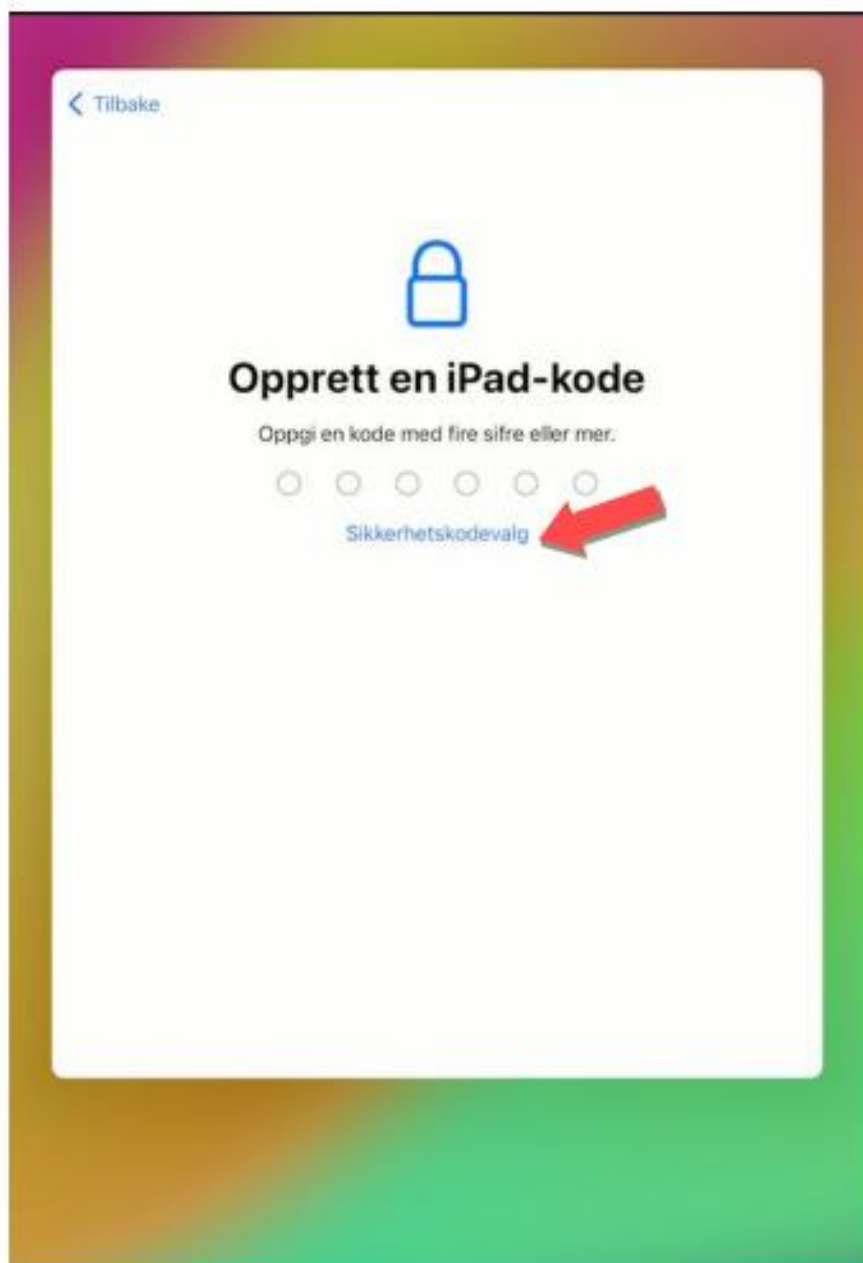 Tilbake
Opprett en iPad-kode
Oppgi en kode med fire sifre eller mer.
Sikkerhetskodevalg